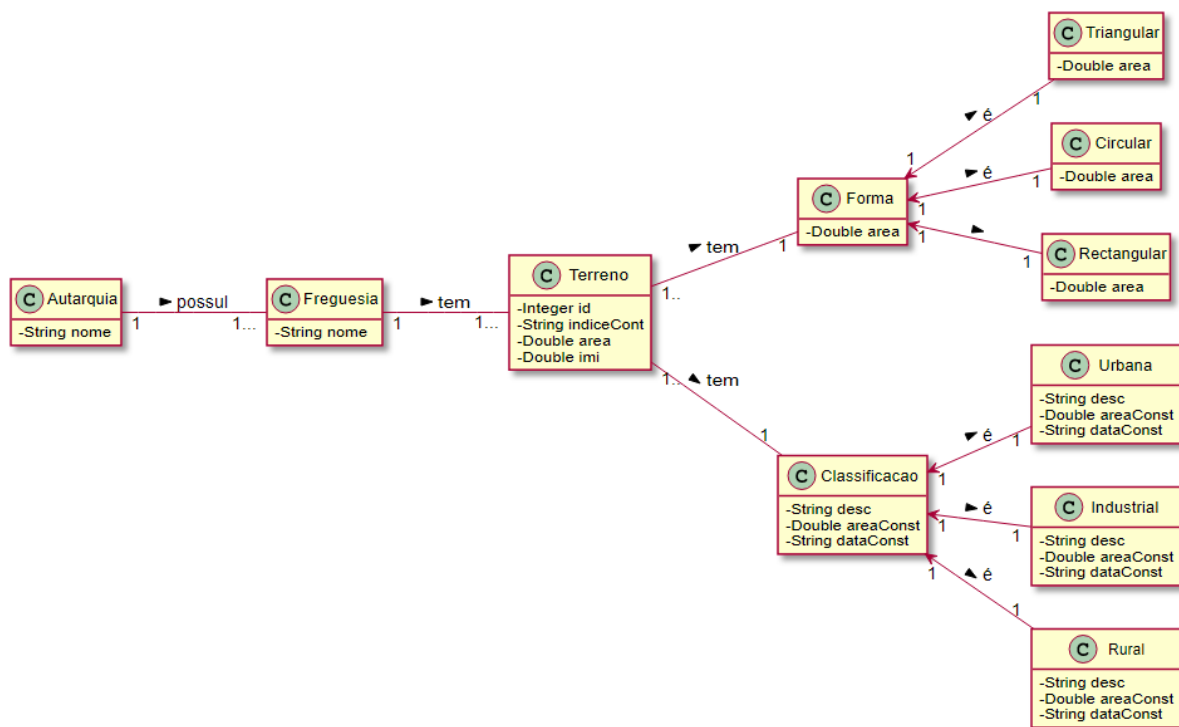 C Autarquia
-String nome
1
possul
1...
C Freguesia
-String nome
1
tem
1...
C Terreno
-Integer id
-String indiceCont
-Double area
-Double imi
1..
tem
1
C Forma
-Double area
1
é
1
C Triangular
-Double area
1
é
1
C Circular
-Double area
1
1
C Rectangular
-Double area
1..
tem
1
C Classificacao
-String desc
-Double areaConst
-String dataConst
1
é
1
C Urbana
-String desc
-Double areaConst
-String dataConst
1
é
1
C Industrial
-String desc
-Double areaConst
-String dataConst
1
é
1
C Rural
-String desc
-Double areaConst
-String dataConst